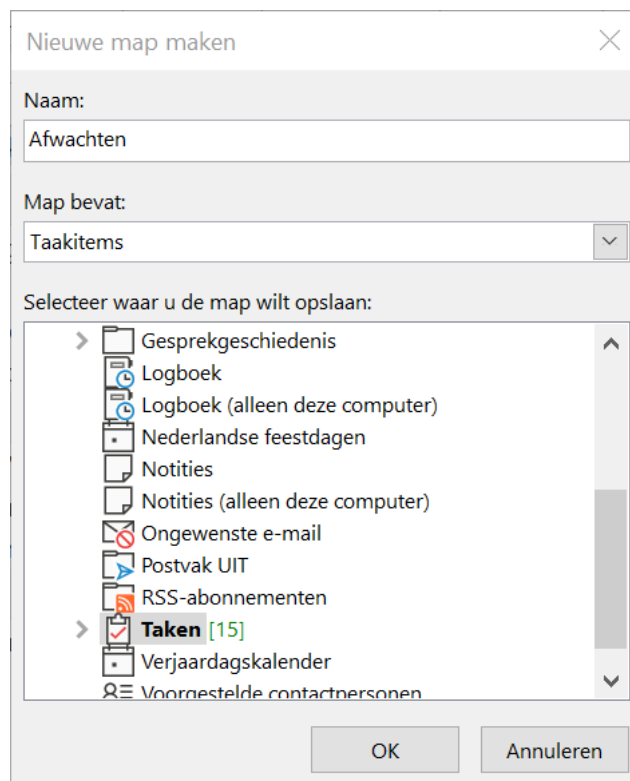 Nieuwe map maken
Naam:
Afwachten
Map bevat:
Taakitems
Selecteer waar u de map wilt opslaan:
Gesprekgeschiedenis
Logboek
Logboek (alleen deze computer)
Nederlandse feestdagen
Notities
Notities (alleen deze computer)
Ongewenste e-mail
Postvak UIT
RSS-abonnementen
Taken [15]
Verjaardagskalender
Voorgestelde contactpersonen
OK Annuleren